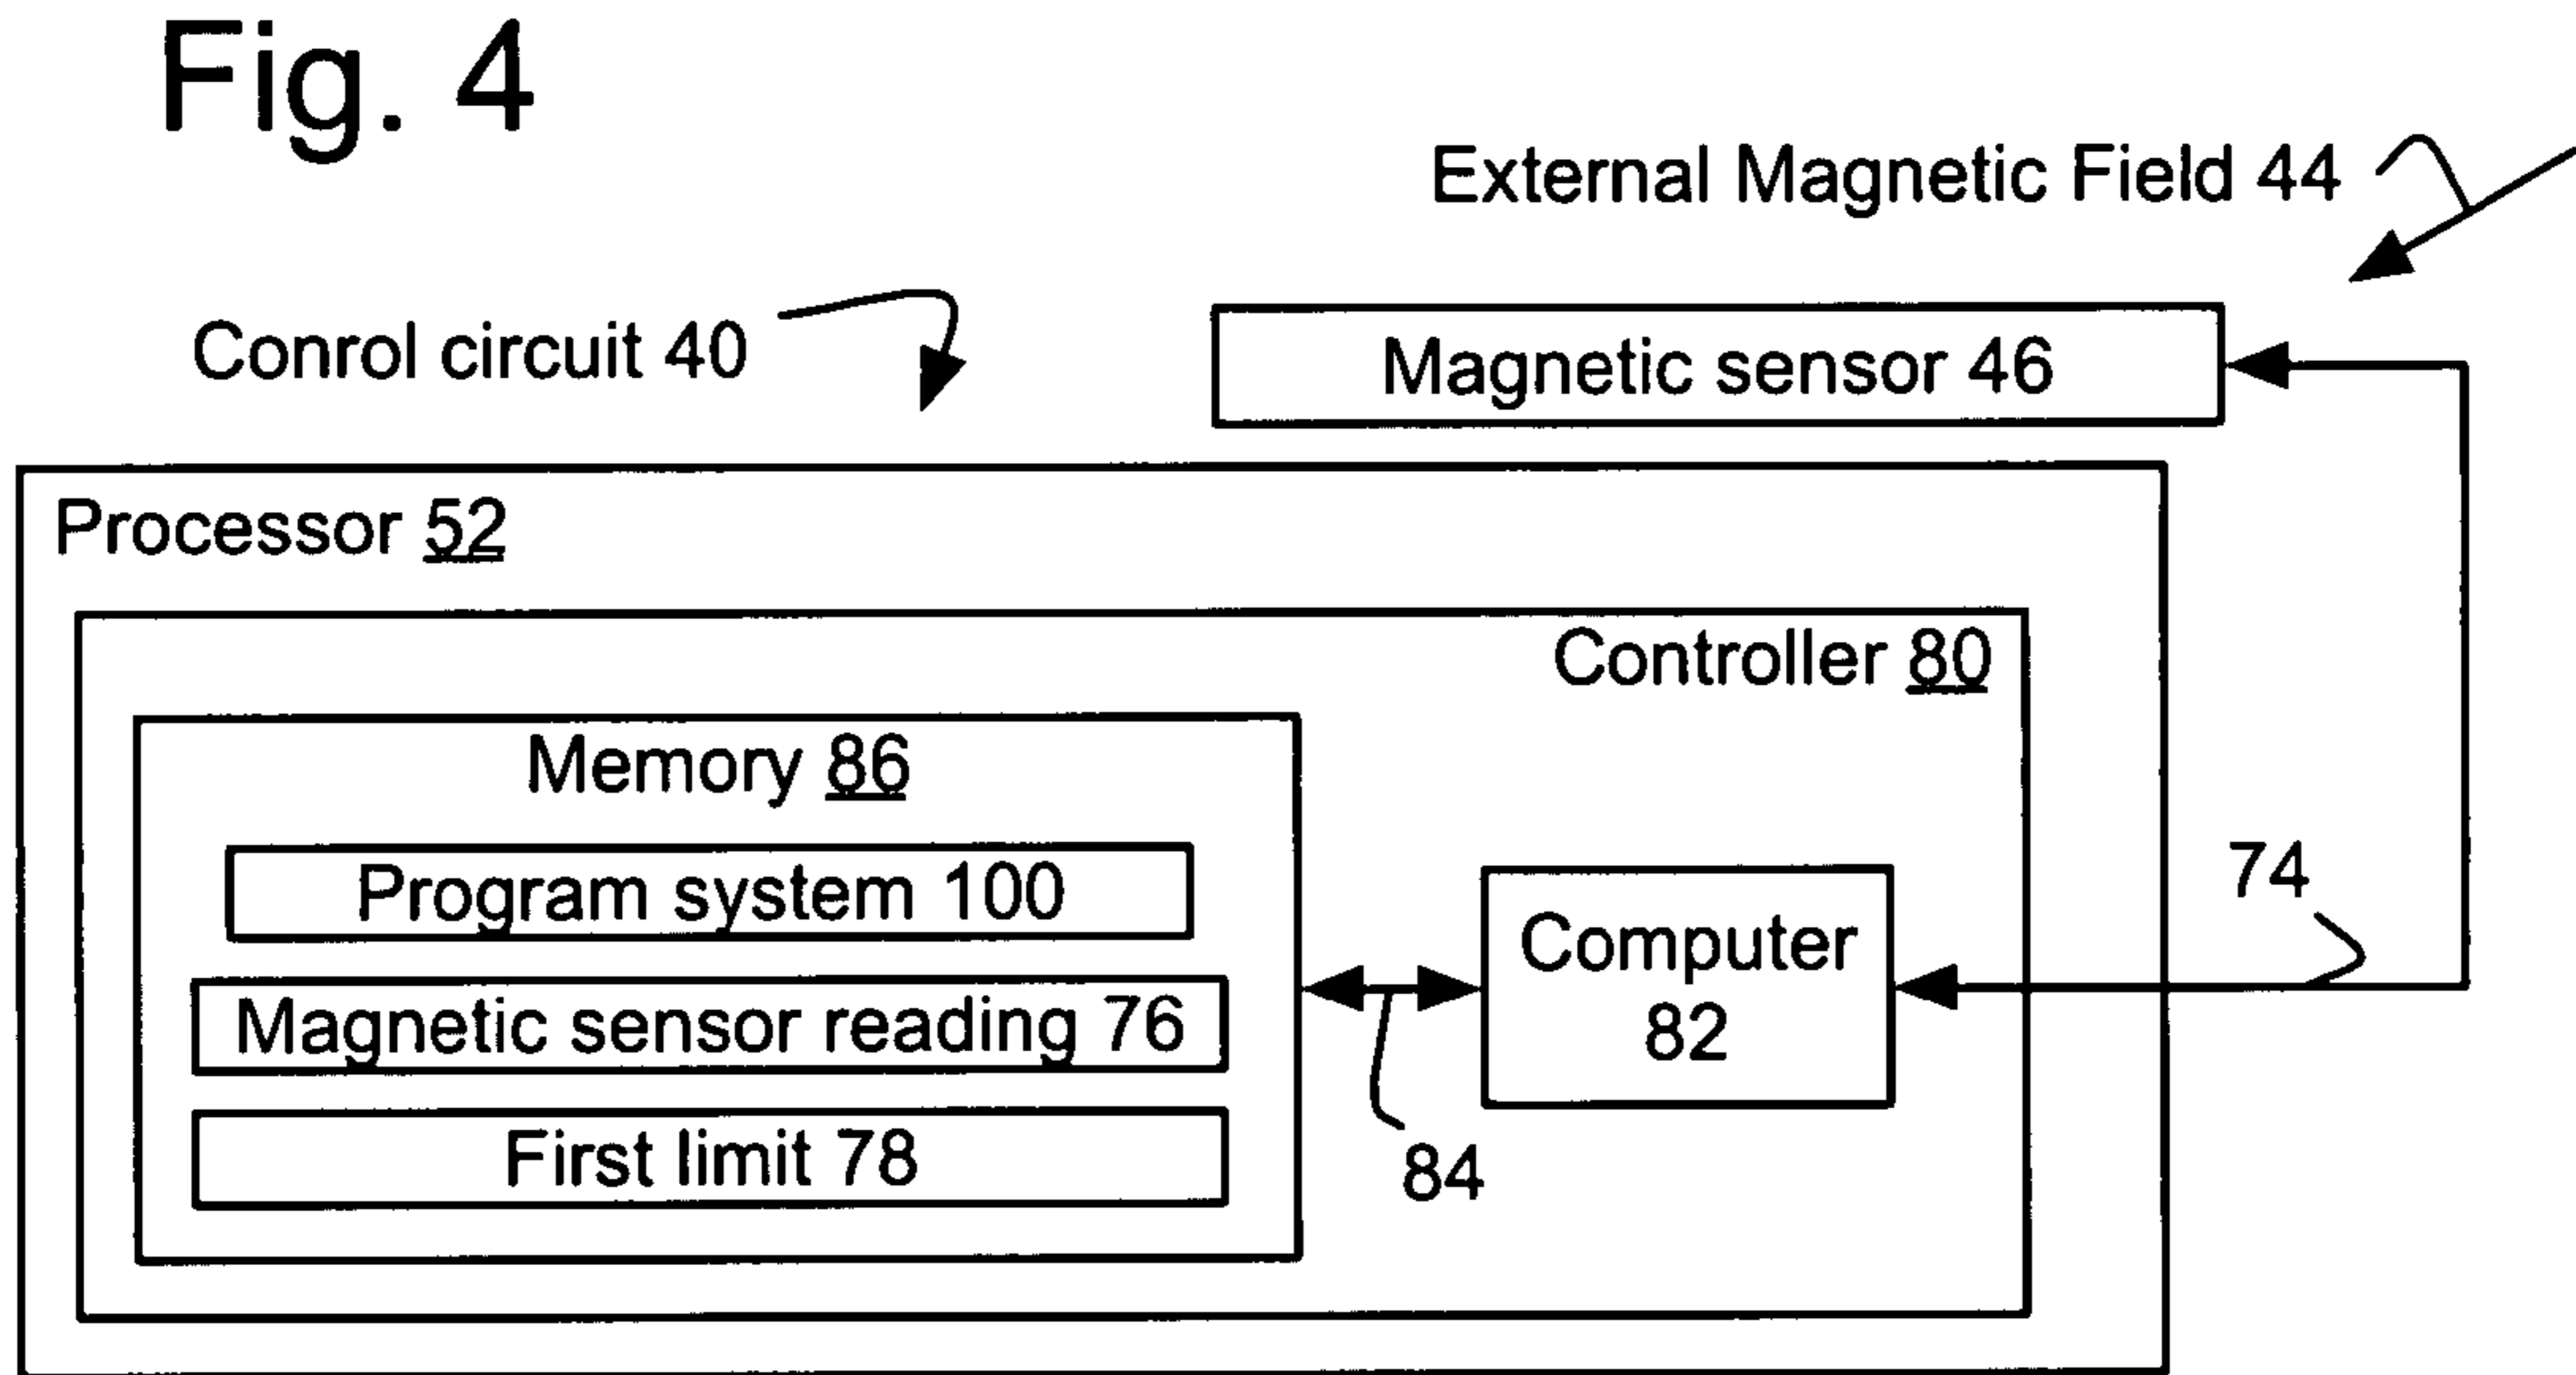 Fig. 4
External Magnetic Field 44
Conrol circuit 40
Magnetic sensor 46
Processor 52
Controller 80
Memory 86
Program system 100
Magnetic sensor reading 76
First limit 78
Computer
82
84
74